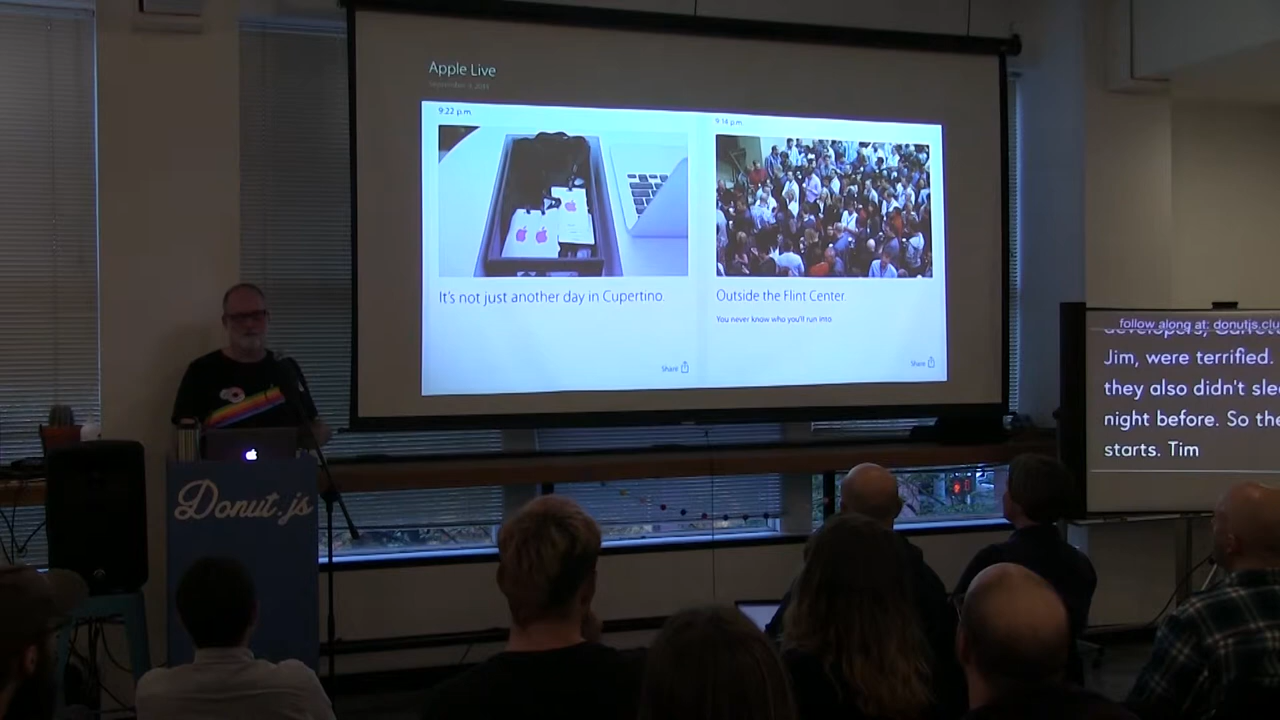 Apple Live
9:22 p.m.
It's not just another day in Cupertino.
Share
9:14 p.m.
Outside the Flint Center.
You never know who you'll run into.
Share
Donut.js
follow along at: donutjs.clu
Jim, were terrified.
they also didn't sle
night before. So the
starts. Tim